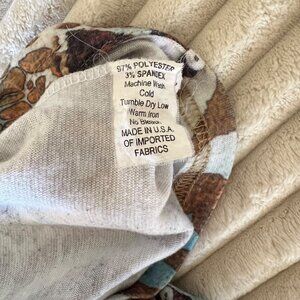 97% POLYESTER
3% SPANDEX
Machine Wash
Cold
Tumble Dry Low
Warm Iron
No Bleach
MADE IN U.S.A.
OF IMPORTED
FABRICS